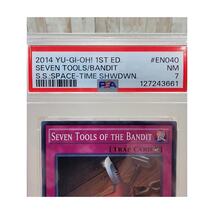 2014 YU-GI-OH! 1ST ED. #EN040
SEVEN TOOLS/BANDIT NM
S.S:SPACE-TIME SHWDWN. 7
PSA 127243661
SEVEN TOOLS OF THE BANDIT